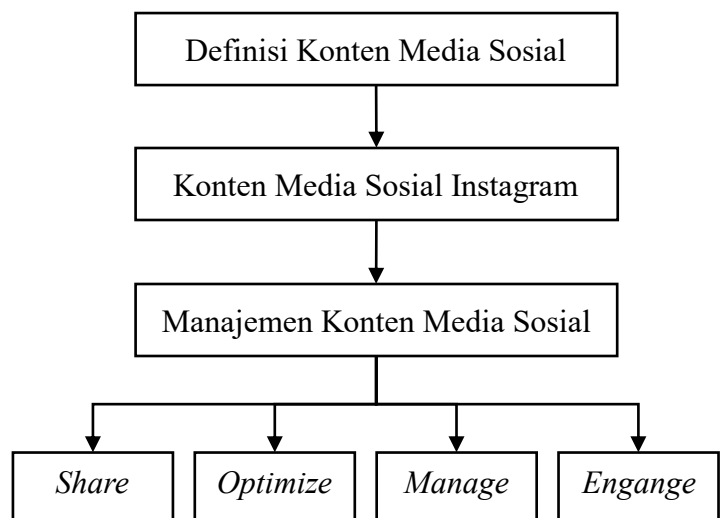 Definisi Konten Media Sosial
Konten Media Sosial Instagram
Manajemen Konten Media Sosial
Share
Optimize
Manage
Engange